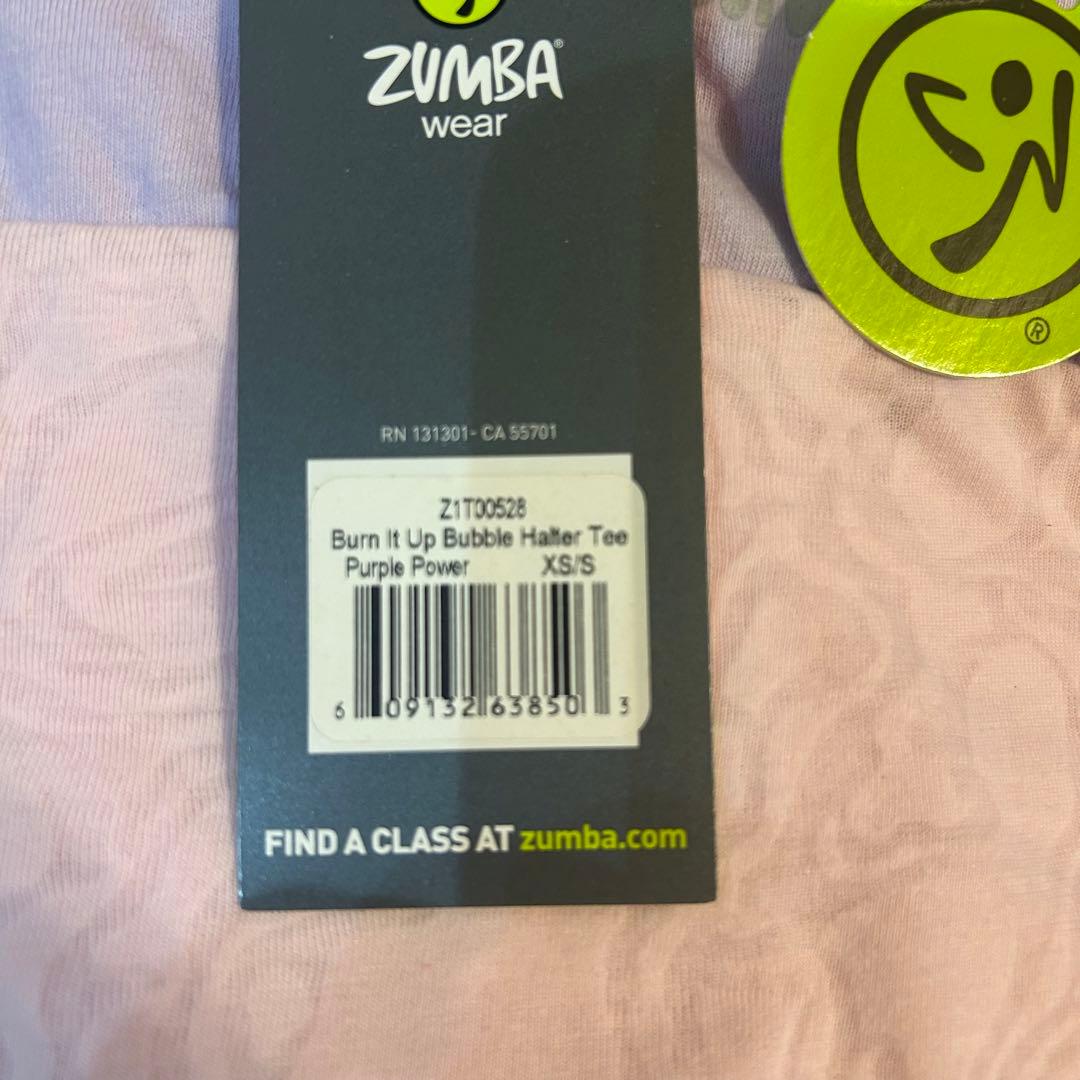 ZUMBA®
wear
®
RN 131301- CA 55701
Z1T00528
Burn It Up Bubble Halter Tee
Purple Power XS/S
6 09132 63850 3
FIND A CLASS AT zumba.com